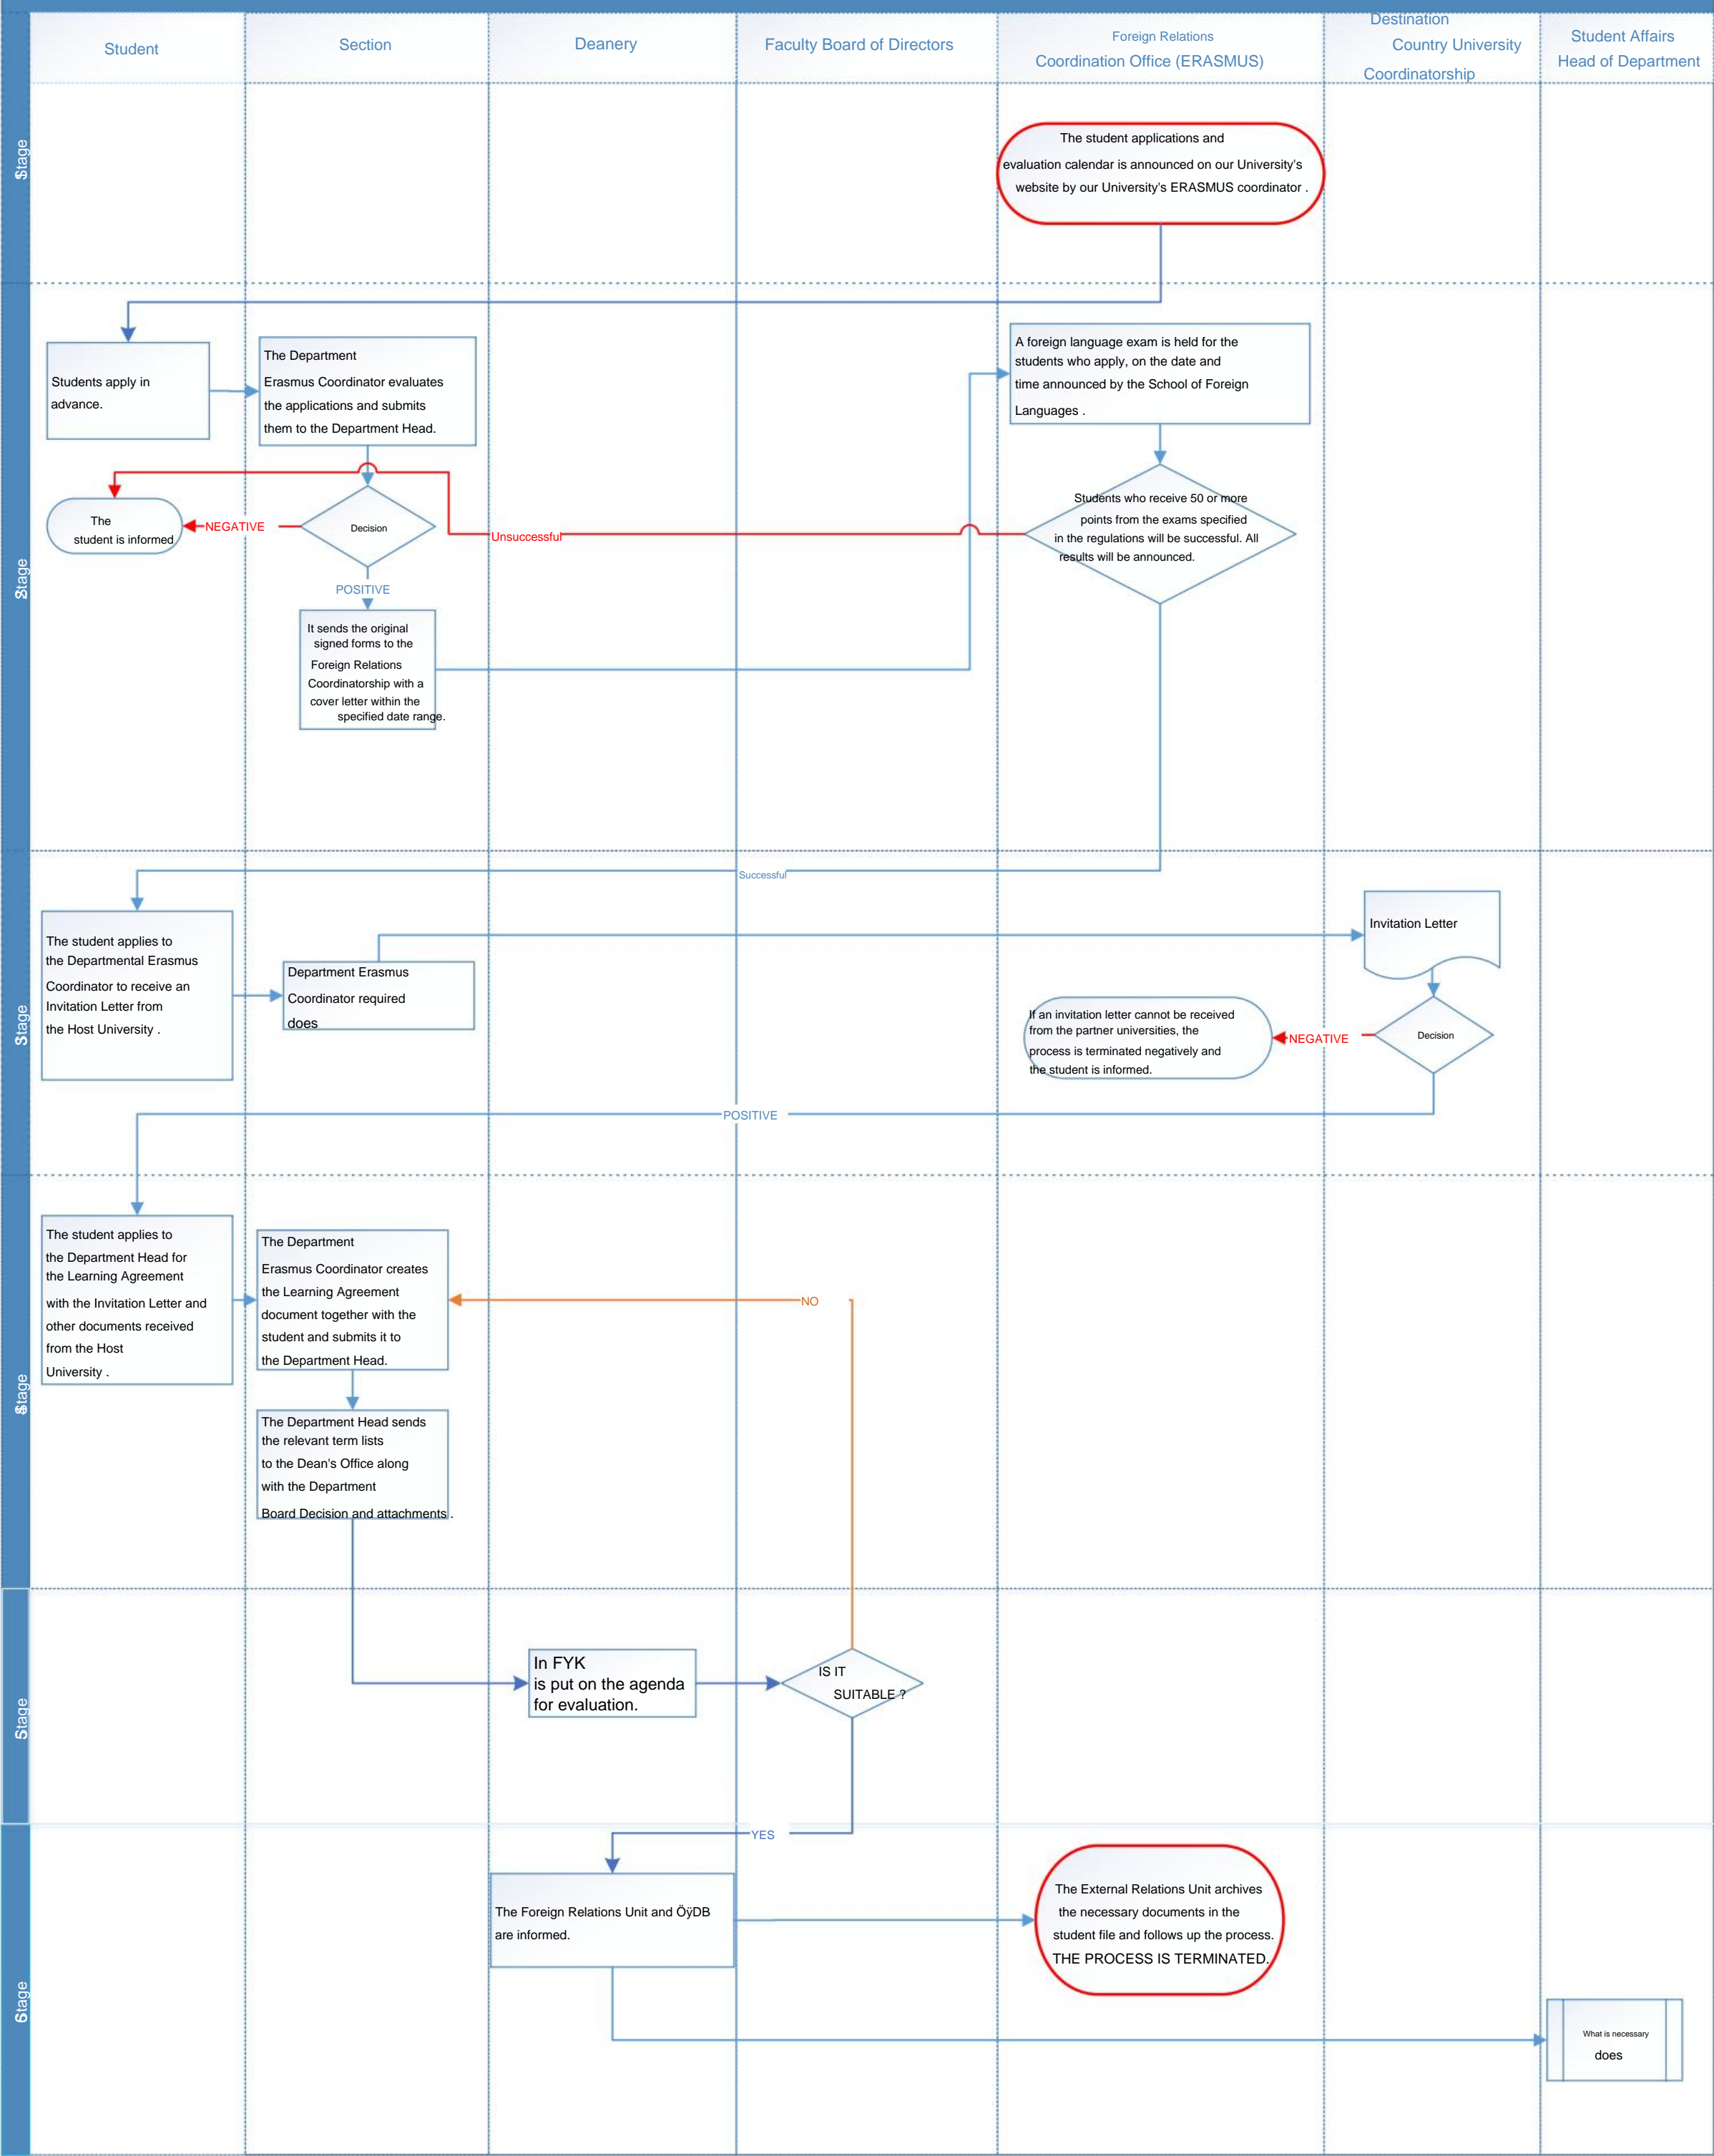 Student
Section
Deanery
Faculty Board of Directors
Foreign Relations
Coordination Office (ERASMUS)
Destination
Country University
Coordinatorship
Student Affairs
Head of Department
Stage
The student applications and
evaluation calendar is announced on our University's
website by our University's ERASMUS coordinator .
Stage
Students apply in
advance.
The Department
Erasmus Coordinator evaluates
the applications and submits
them to the Department Head.
A foreign language exam is held for the
students who apply, on the date and
time announced by the School of Foreign
Languages .
The
student is informed
NEGATIVE
Decision
Unsuccessful
Students who receive 50 or more
points from the exams specified
in the regulations will be successful. All
results will be announced.
POSITIVE
It sends the original
signed forms to the
Foreign Relations
Coordinatorship with a
cover letter within the
specified date range.
Successful
Stage
The student applies to
the Departmental Erasmus
Coordinator to receive an
Invitation Letter from
the Host University .
Department Erasmus
Coordinator required
does
Invitation Letter
If an invitation letter cannot be received
from the partner universities, the
process is terminated negatively and
the student is informed.
NEGATIVE
Decision
POSITIVE
Stage
The student applies to
the Department Head for
the Learning Agreement
with the Invitation Letter and
other documents received
from the Host
University .
The Department
Erasmus Coordinator creates
the Learning Agreement
document together with the
student and submits it to
the Department Head.
NO
The Department Head sends
the relevant term lists
to the Dean's Office along
with the Department
Board Decision and attachments .
Stage
In FYK
is put on the agenda
for evaluation.
IS IT
SUITABLE ?
YES
Stage
The Foreign Relations Unit and ÖÿDB
are informed.
The External Relations Unit archives
the necessary documents in the
student file and follows up the process.
THE PROCESS IS TERMINATED.
What is necessary
does